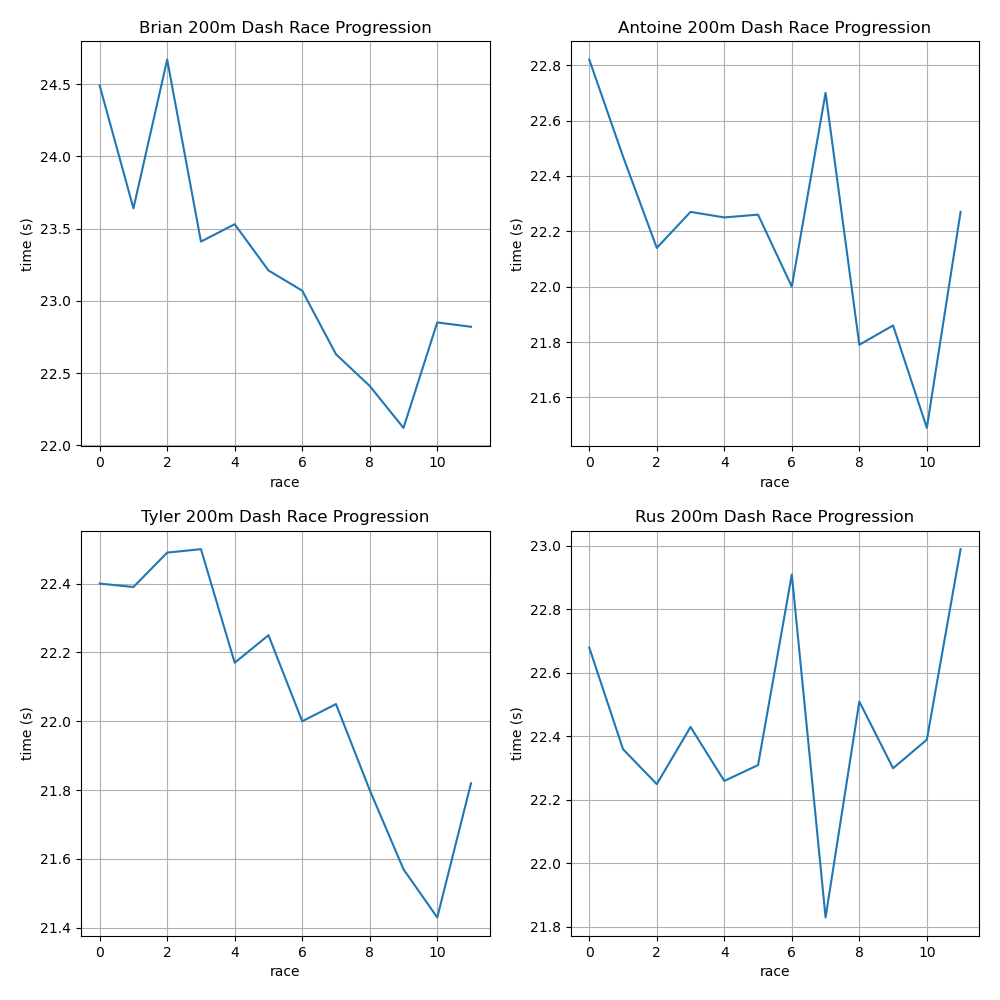 Brian 200m Dash Race Progression
24.5
24.0
23.5
23.0
22.5
22.0
time (s)
0 2 4 6 8 10
race
Antoine 200m Dash Race Progression
22.8
22.6
22.4
22.2
22.0
21.8
21.6
time (s)
0 2 4 6 8 10
race
Tyler 200m Dash Race Progression
22.4
22.2
22.0
21.8
21.6
21.4
time (s)
0 2 4 6 8 10
race
Rus 200m Dash Race Progression
23.0
22.8
22.6
22.4
22.2
22.0
21.8
time (s)
0 2 4 6 8 10
race